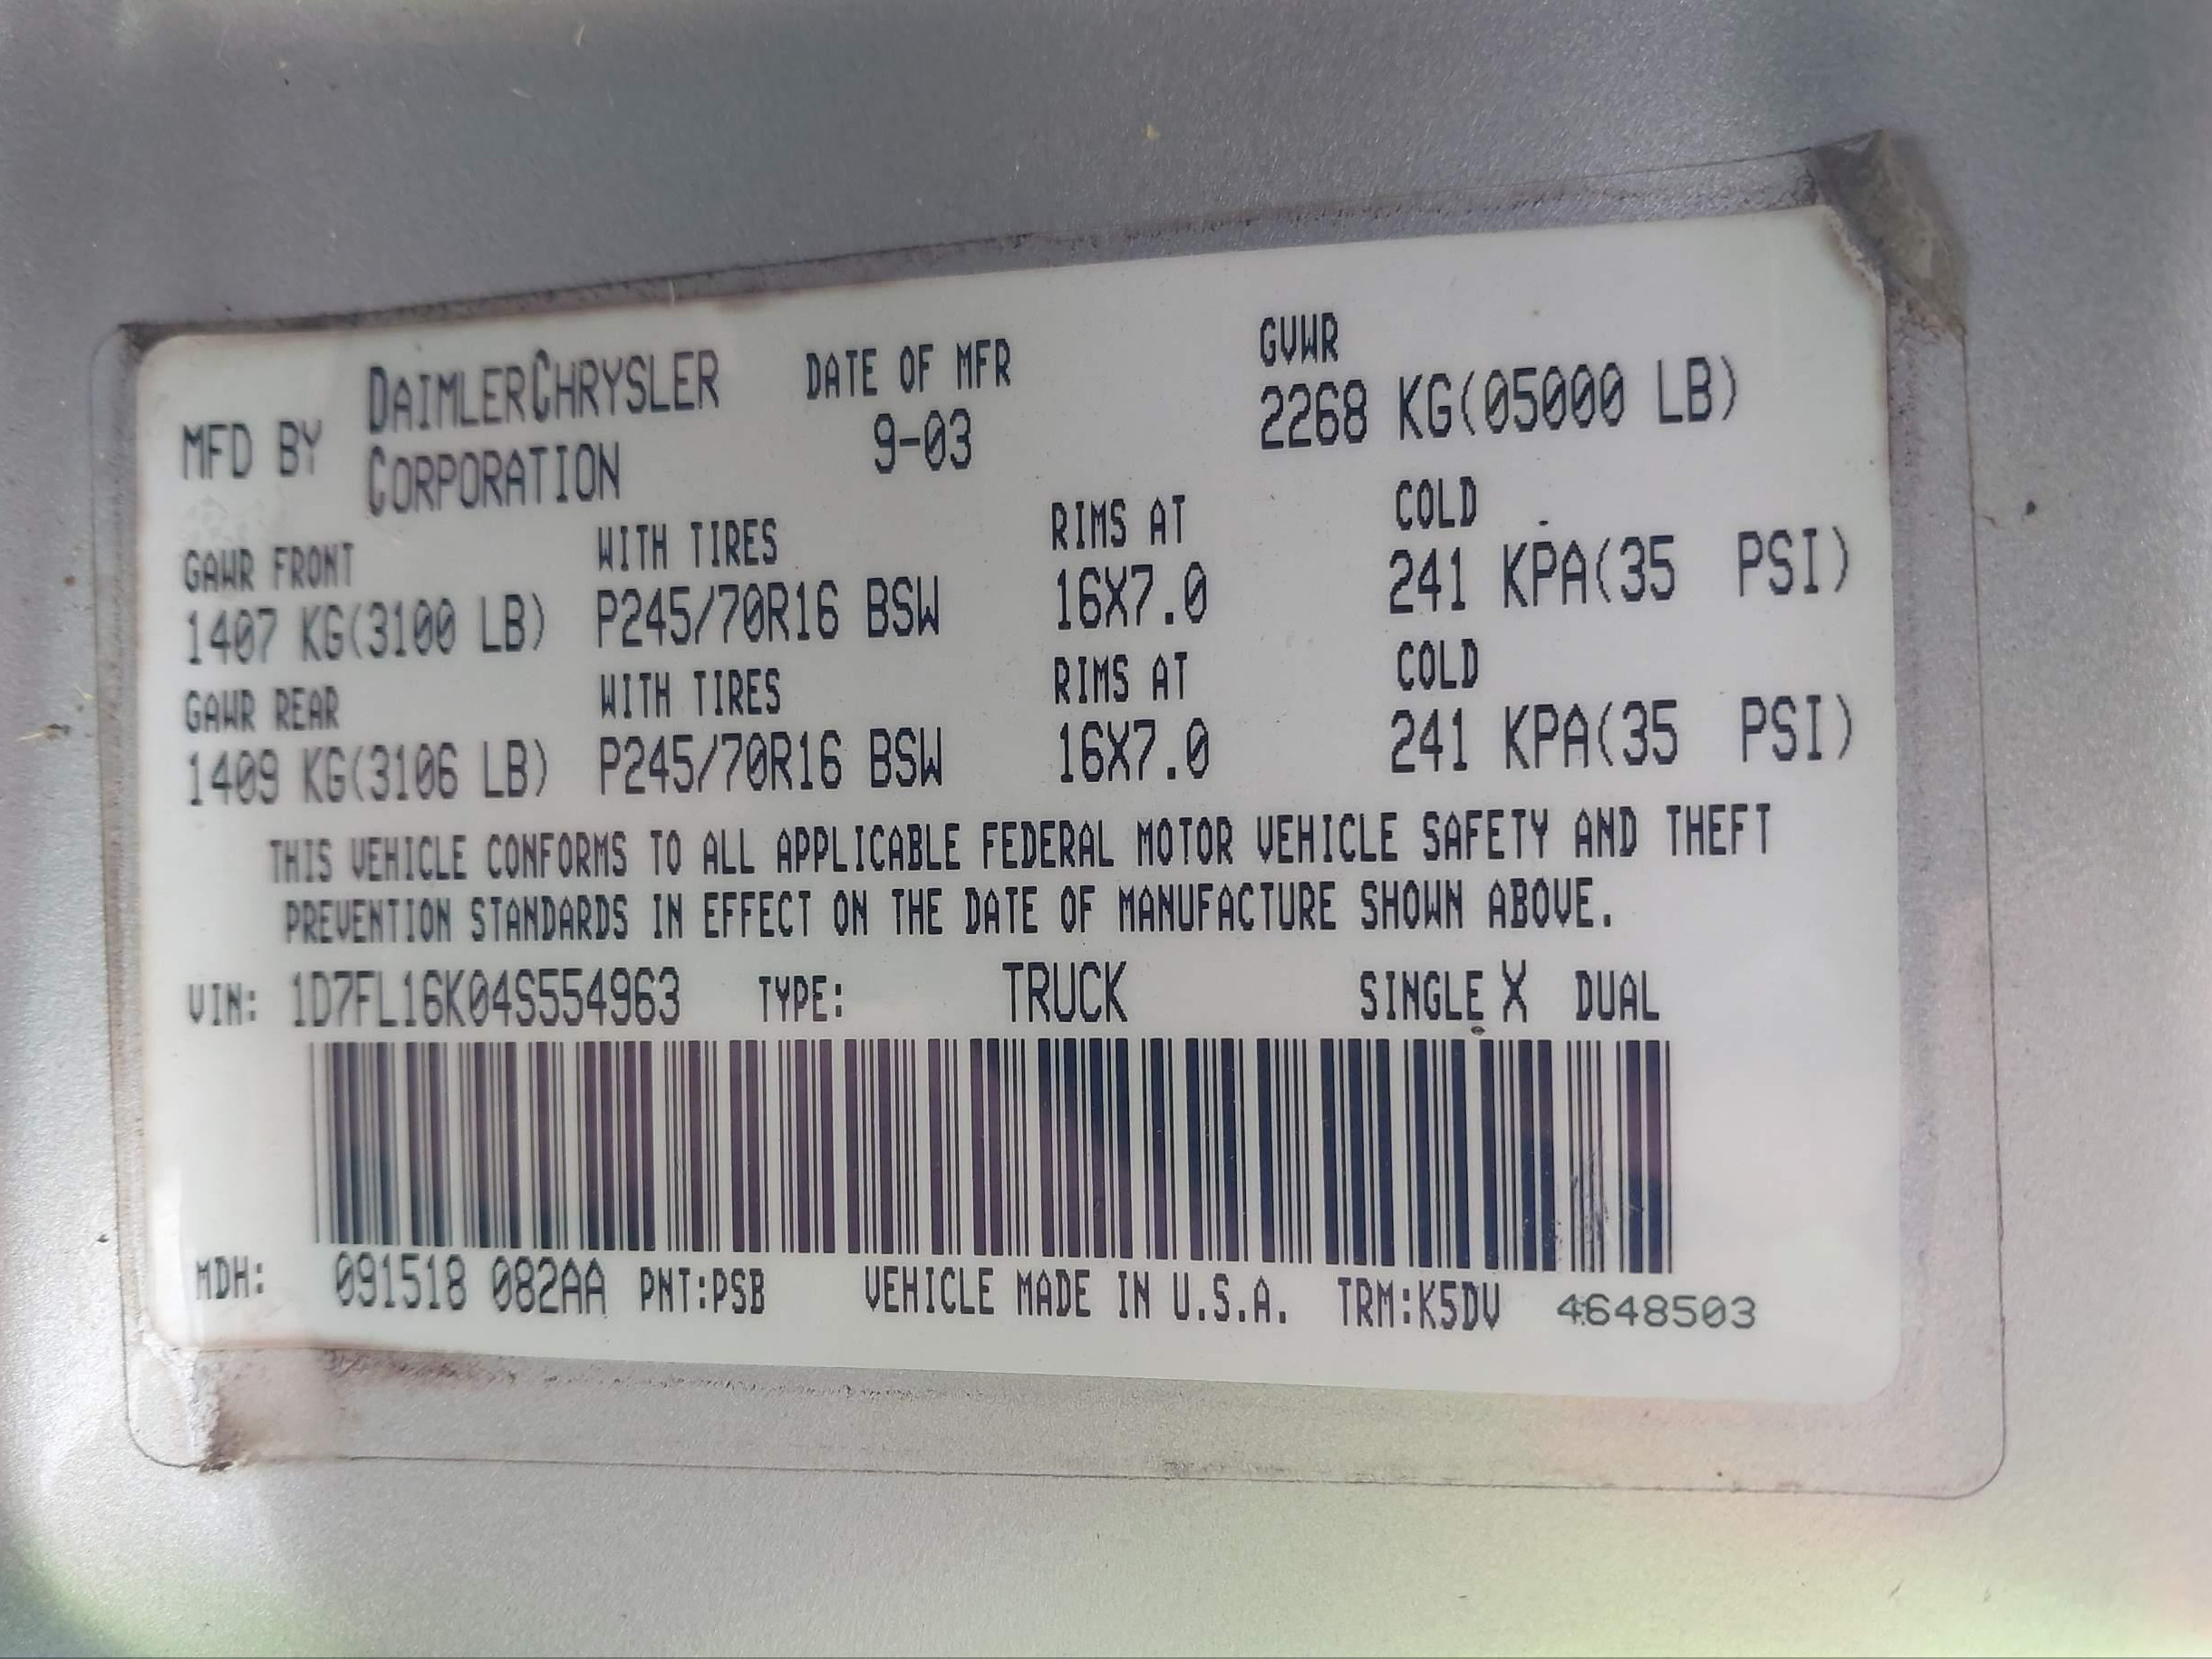 MFD BY DAIMLERCHRYSLER CORPORATION DATE OF MFR 9-03 GVWR 2268 KG(05000 LB)
GAWR FRONT WITH TIRES RIMS AT COLD
1407 KG(3100 LB) P245/70R16 BSW 16X7.0 241 KPA(35 PSI)
GAWR REAR WITH TIRES RIMS AT COLD
1409 KG(3106 LB) P245/70R16 BSW 16X7.0 241 KPA(35 PSI)
THIS VEHICLE CONFORMS TO ALL APPLICABLE FEDERAL MOTOR VEHICLE SAFETY AND THEFT
PREVENTION STANDARDS IN EFFECT ON THE DATE OF MANUFACTURE SHOWN ABOVE.
VIN: 1D7FL16K04S554963 TYPE: TRUCK SINGLE X DUAL
MDH: 091518 082AA PNT:PSB VEHICLE MADE IN U.S.A. TRM:K5DV 4648503